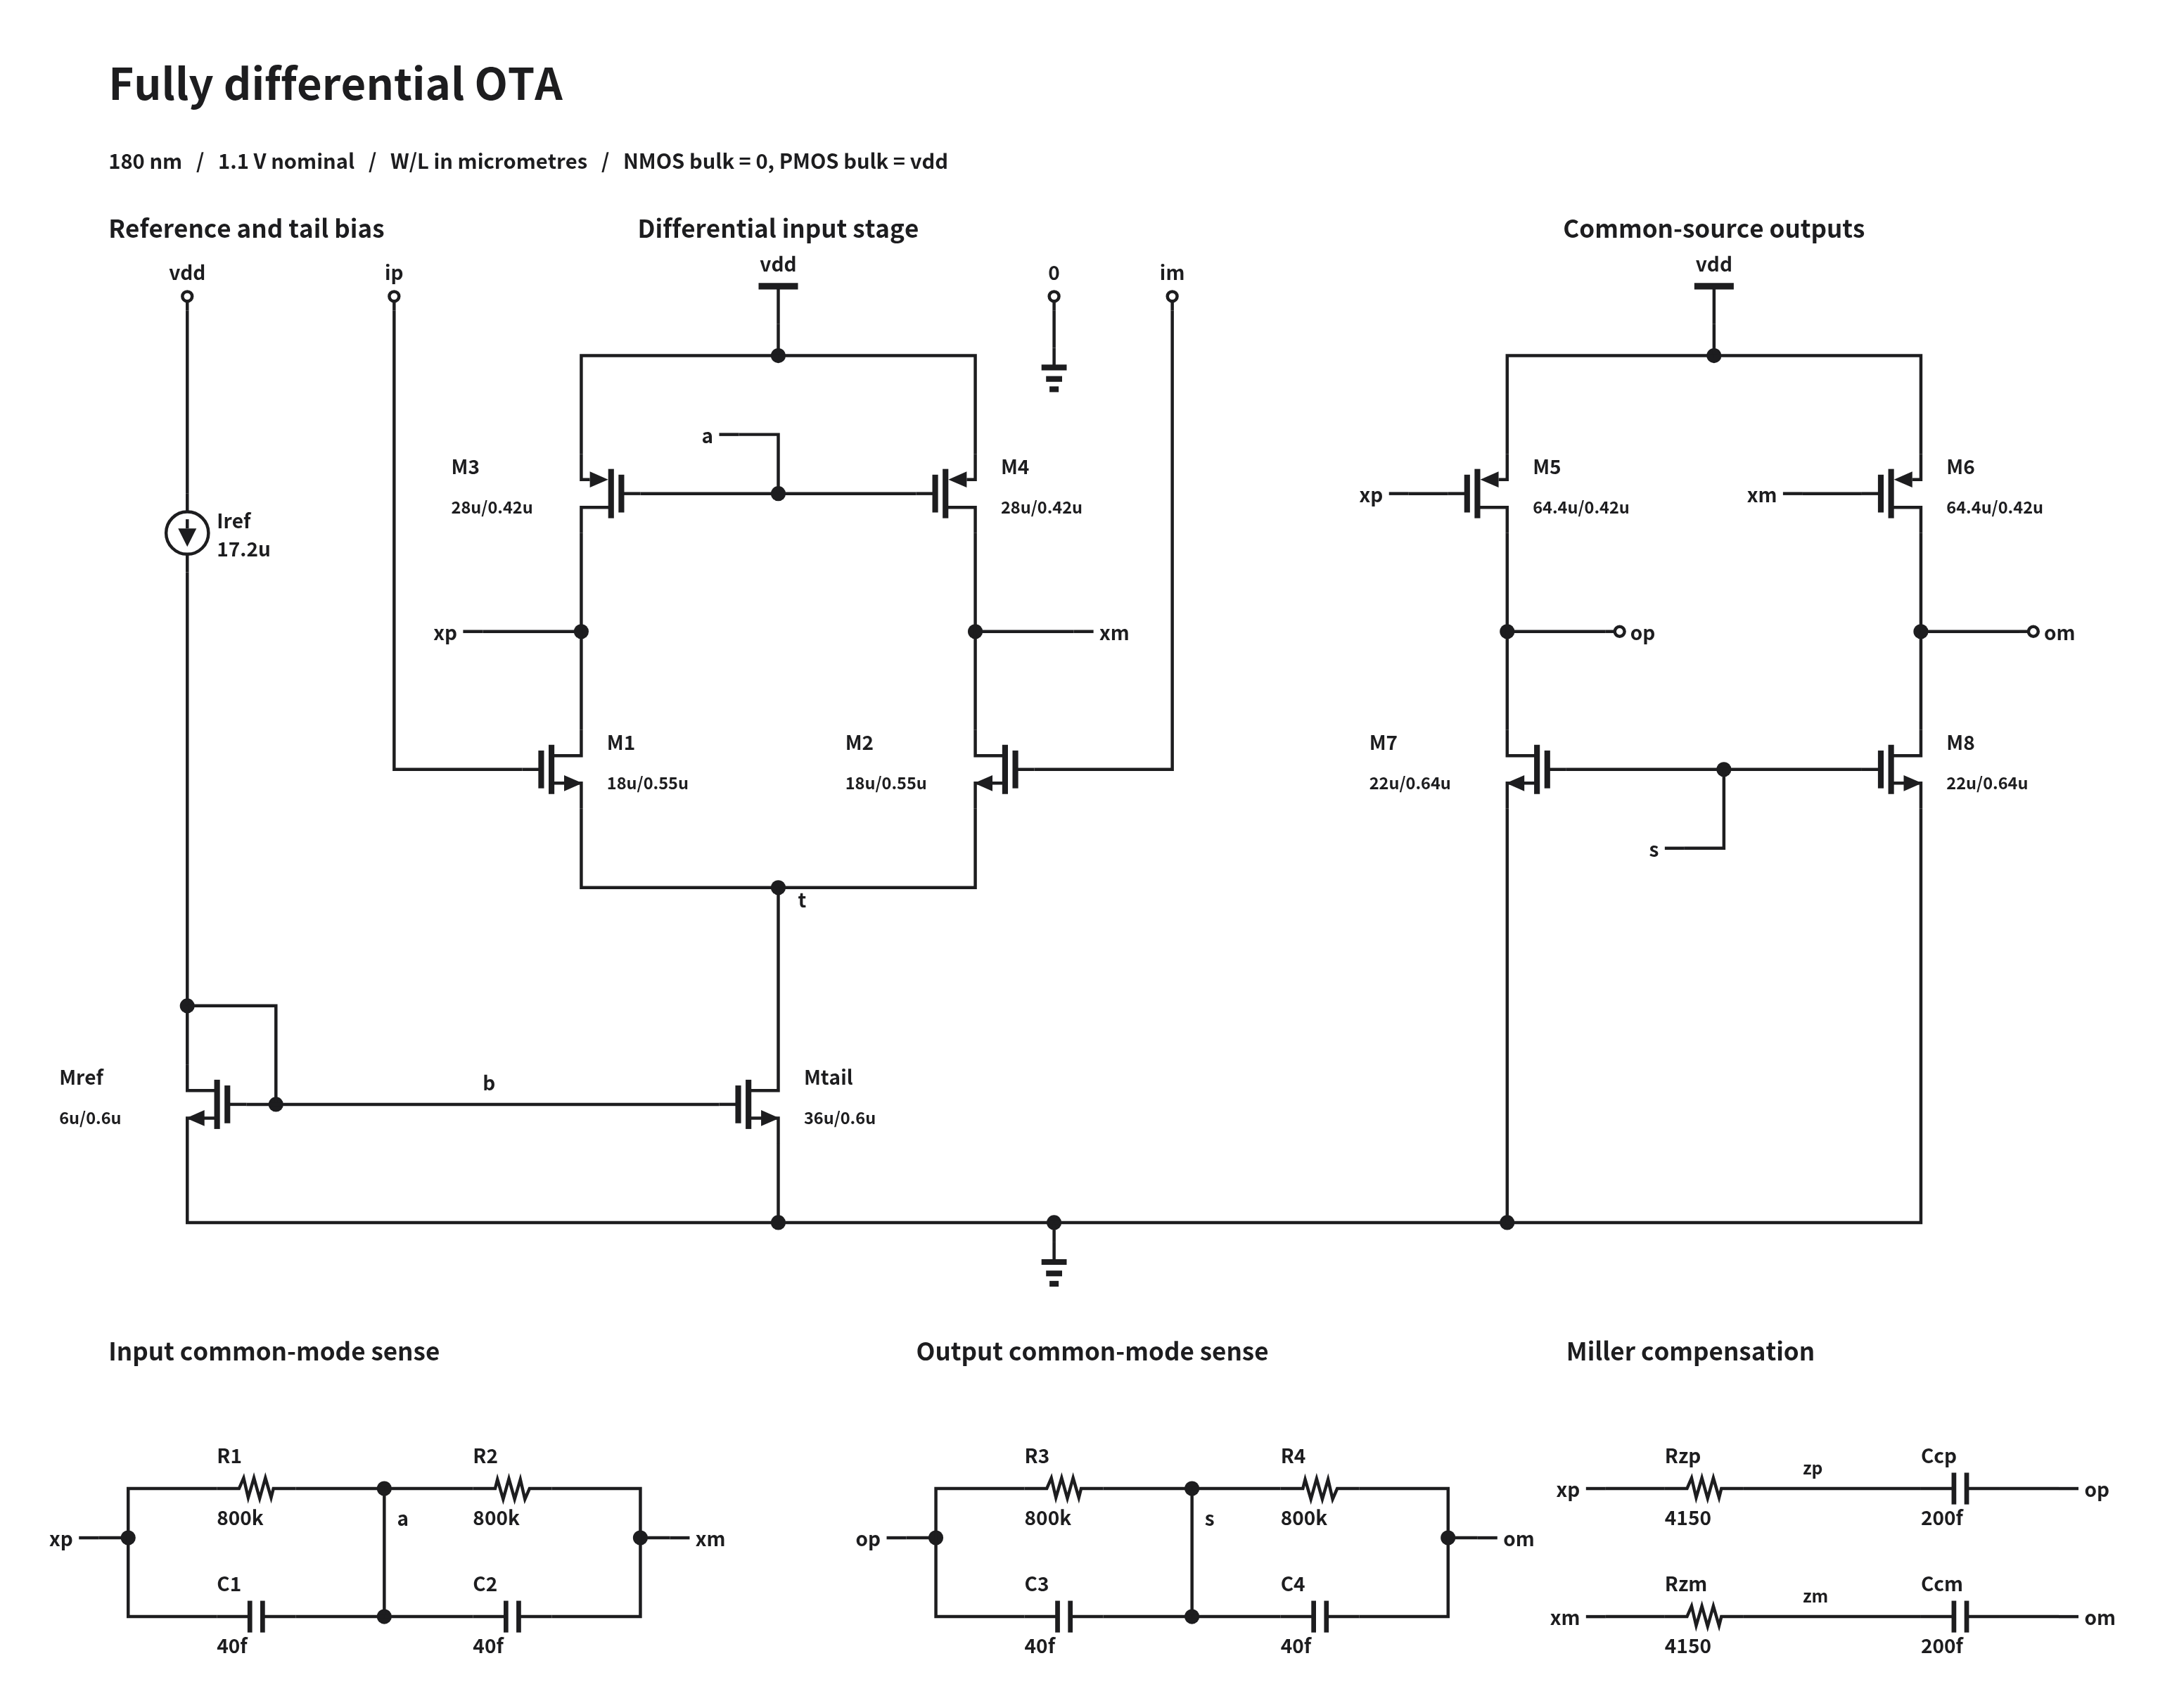 Fully differential OTA
180 nm / 1.1 V nominal / W/L in micrometres / NMOS bulk = 0, PMOS bulk = vdd
Reference and tail bias
Differential input stage
Common-source outputs
vdd
ip
vdd
0
im
vdd
a
M3
28u/0.42u
M4
28u/0.42u
xp
M5
64.4u/0.42u
xm
M6
64.4u/0.42u
Iref
17.2u
xp
xm
op
om
M1
18u/0.55u
M2
18u/0.55u
M7
22u/0.64u
M8
22u/0.64u
s
t
Mref
6u/0.6u
b
Mtail
36u/0.6u
Input common-mode sense
Output common-mode sense
Miller compensation
R1
800k
R2
800k
xp
a
xm
C1
40f
C2
40f
R3
800k
R4
800k
op
s
om
C3
40f
C4
40f
Rzp
4150
Ccp
200f
xp
zp
op
Rzm
4150
Ccm
200f
xm
zm
om